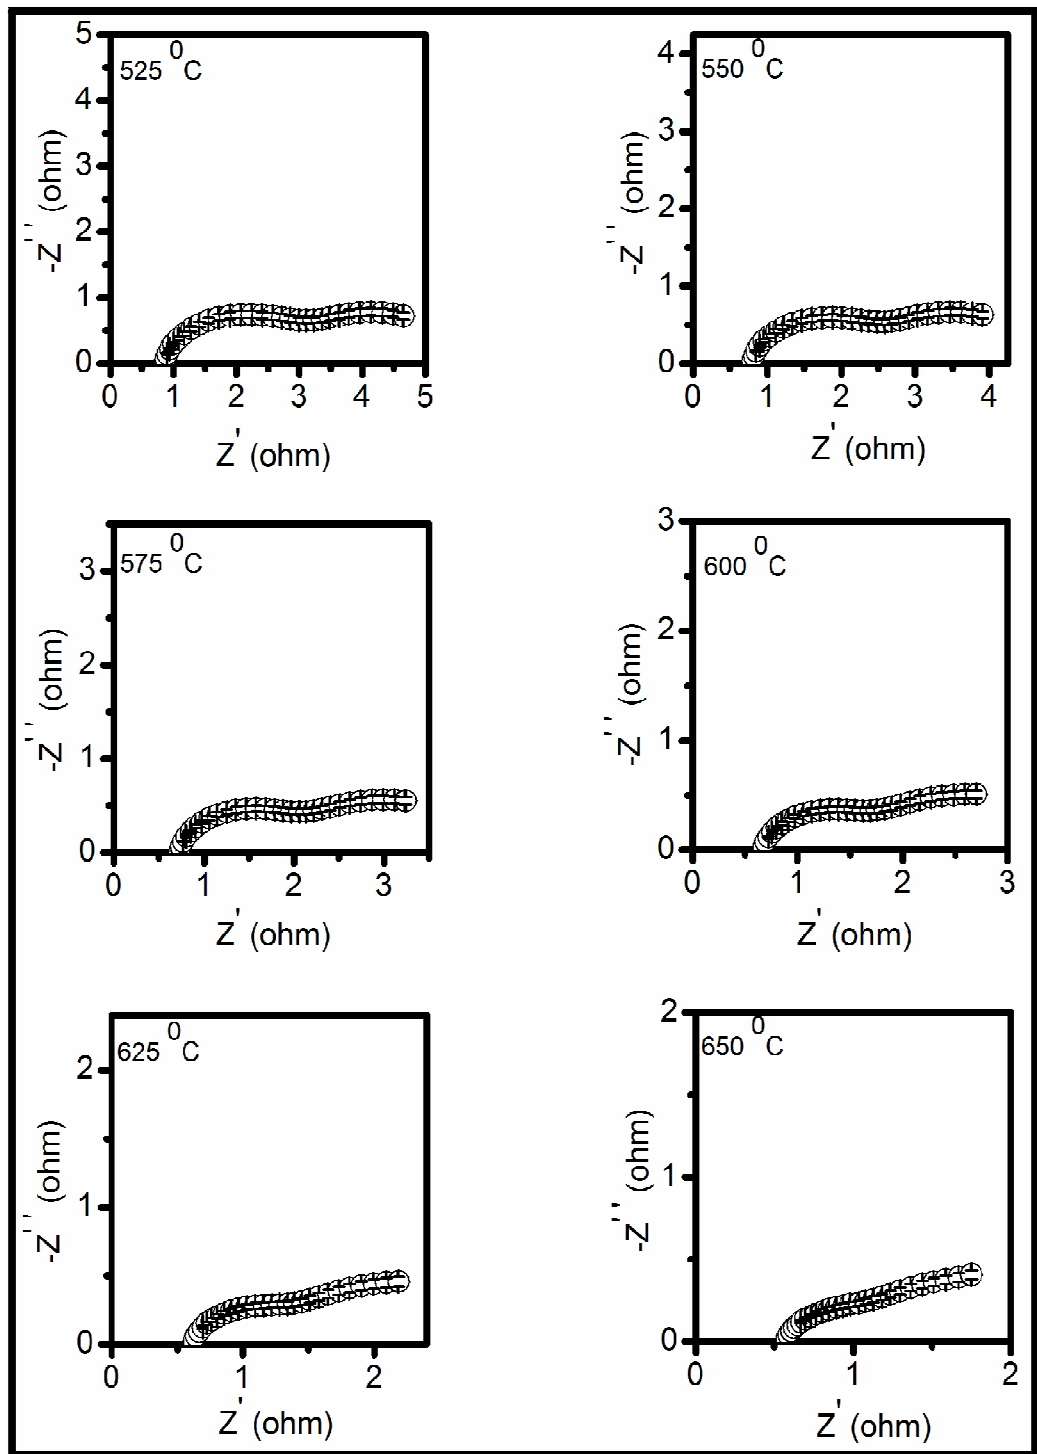 525 ⁰C
5
4
3
2
1
0
-Z'' (ohm)
0 1 2 3 4 5
Z' (ohm)
550 ⁰C
4
3
2
1
0
-Z'' (ohm)
0 1 2 3 4
Z' (ohm)
575 ⁰C
3
2
1
0
-Z'' (ohm)
0 1 2 3
Z' (ohm)
600 ⁰C
3
2
1
0
-Z'' (ohm)
0 1 2 3
Z' (ohm)
625 ⁰C
2
1
0
-Z'' (ohm)
0 1 2
Z' (ohm)
650 ⁰C
2
1
0
-Z'' (ohm)
0 1 2
Z' (ohm)